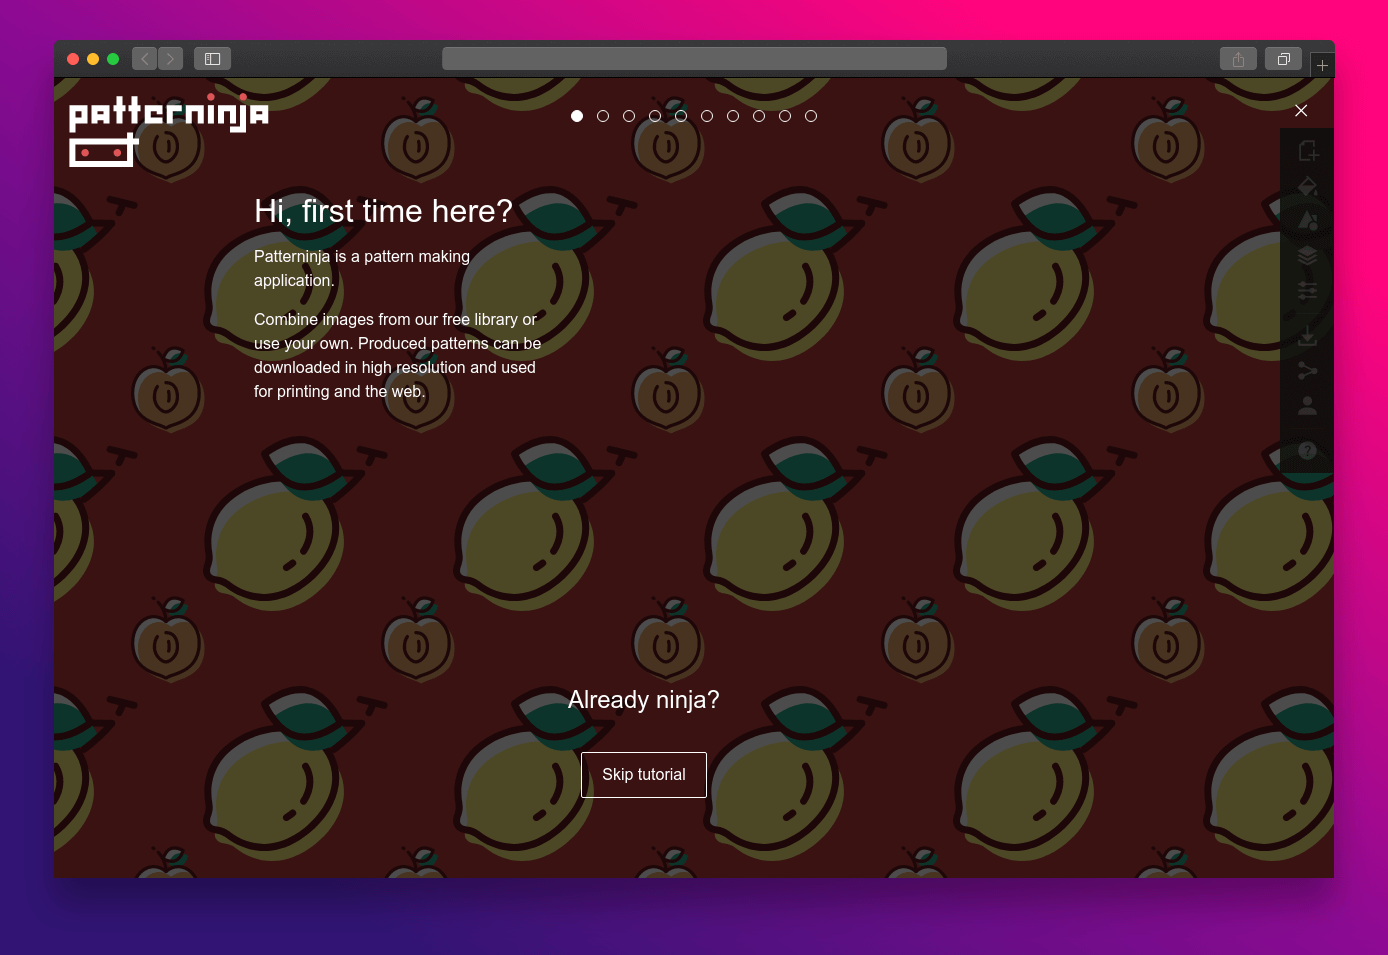 patterninja
Hi, first time here?
Patterninja is a pattern making
application.
Combine images from our free library or
use your own. Produced patterns can be
downloaded in high resolution and used
for printing and the web.
Already ninja?
Skip tutorial